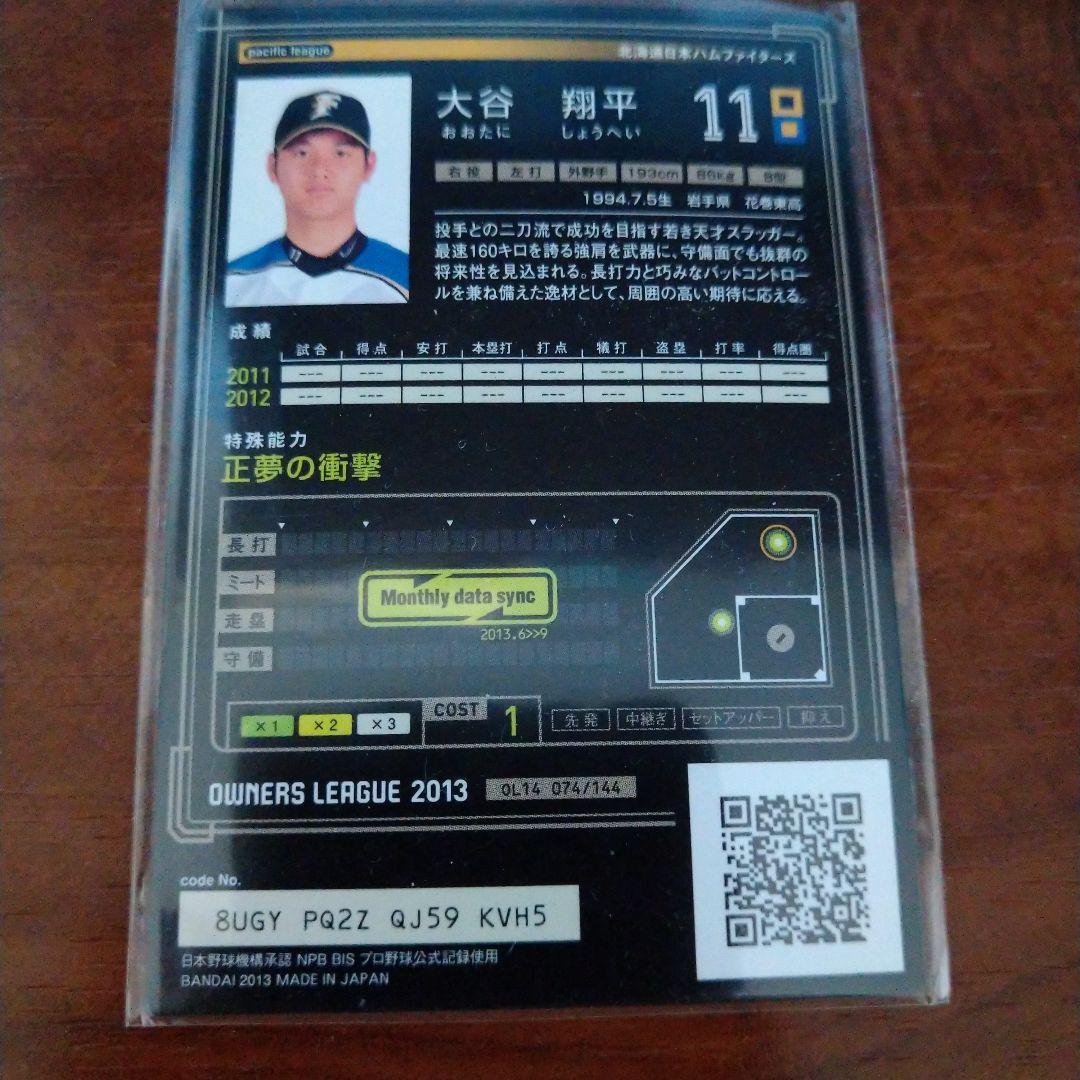 pacific league 北海道日本ハムファイターズ
大谷 翔平 11
おおたに しょうへい
右投 左打 外野手 193cm 86kg B型
1994.7.5生 岩手県 花巻東高
投手との二刀流で成功を目指す若き天才スラッガー。
最速160キロを誇る強肩を武器に、守備面でも抜群の
将来性を見込まれる。長打力と巧みなバットコントロー
ルを兼ね備えた逸材として、周囲の高い期待に応える。
成績
試合 得点 安打 本塁打 打点 犠打 盗塁 打率 得点圏
2011 --- --- --- --- --- --- --- --- ---
2012 --- --- --- --- --- --- --- --- ---
特殊能力
正夢の衝撃
長打
ミート
走塁
守備
Monthly data sync
2013.6>>9
×1 ×2 ×3 COST 1 先発 中継ぎ セットアッパー 抑え
OWNERS LEAGUE 2013 OL14 074/144
code No.
8UGY PQ2Z QJ59 KVH5
日本野球機構承認 NPB BIS プロ野球公式記録使用
BANDAI 2013 MADE IN JAPAN
F